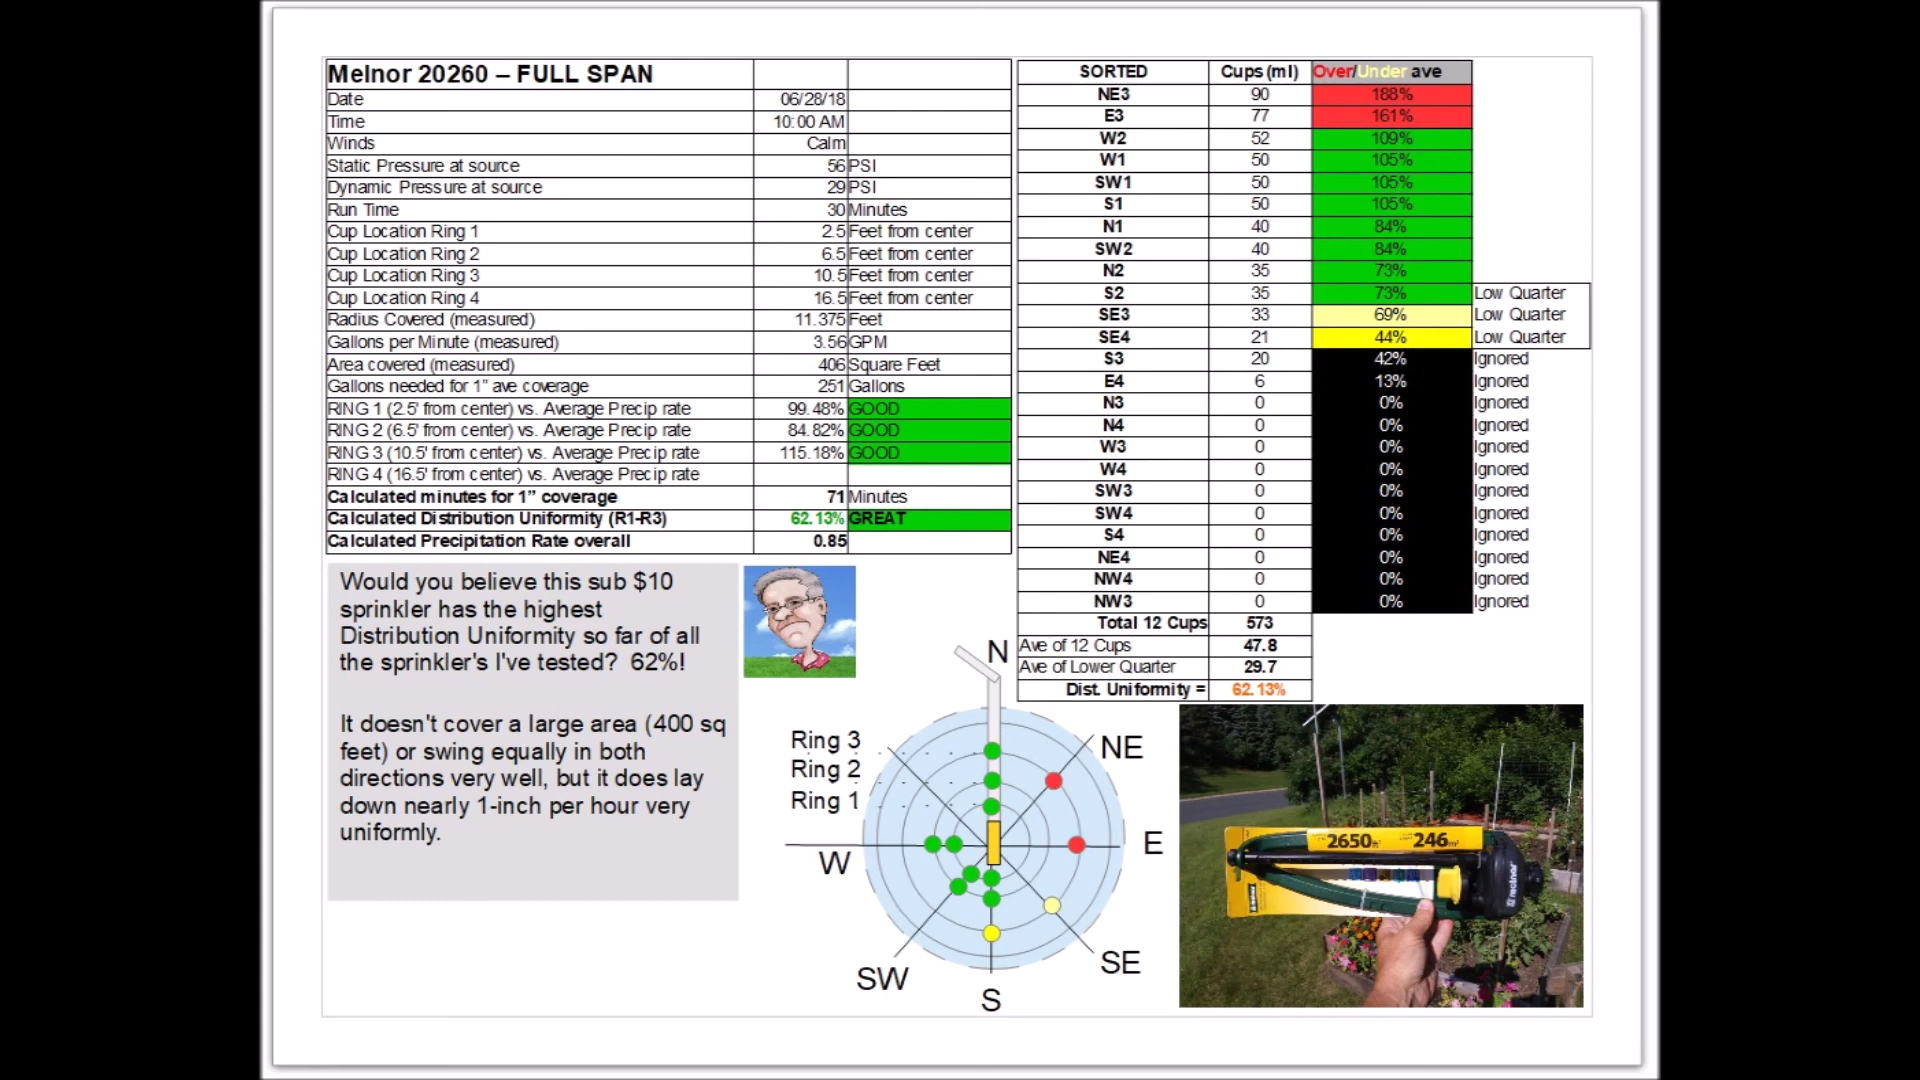 Melnor 20260 – FULL SPAN
Date 06/28/18
Time 10:00 AM
Winds Calm
Static Pressure at source 56 PSI
Dynamic Pressure at source 29 PSI
Run Time 30 Minutes
Cup Location Ring 1 2.5 Feet from center
Cup Location Ring 2 6.5 Feet from center
Cup Location Ring 3 10.5 Feet from center
Cup Location Ring 4 16.5 Feet from center
Radius Covered (measured) 11.375 Feet
Gallons per Minute (measured) 3.56 GPM
Area covered (measured) 406 Square Feet
Gallons needed for 1” ave coverage 251 Gallons
RING 1 (2.5' from center) vs. Average Precip rate 99.48% GOOD
RING 2 (6.5' from center) vs. Average Precip rate 84.82% GOOD
RING 3 (10.5' from center) vs. Average Precip rate 115.18% GOOD
RING 4 (16.5' from center) vs. Average Precip rate
Calculated minutes for 1” coverage 71 Minutes
Calculated Distribution Uniformity (R1-R3) 62.13% GREAT
Calculated Precipitation Rate overall 0.85
SORTED Cups (ml) Over/Under ave
NE3 90 188%
E3 77 161%
W2 52 109%
W1 50 105%
SW1 50 105%
S1 50 105%
N1 40 84%
SW2 40 84%
N2 35 73%
S2 35 73% Low Quarter
SE3 33 69% Low Quarter
SE4 21 44% Low Quarter
S3 20 42% Ignored
E4 6 13% Ignored
N3 0 0% Ignored
N4 0 0% Ignored
W3 0 0% Ignored
W4 0 0% Ignored
SW3 0 0% Ignored
SW4 0 0% Ignored
S4 0 0% Ignored
NE4 0 0% Ignored
NW4 0 0% Ignored
NW3 0 0% Ignored
Total 12 Cups 573
Ave of 12 Cups 47.8
Ave of Lower Quarter 29.7
Dist. Uniformity = 62.13%
Would you believe this sub $10
sprinkler has the highest
Distribution Uniformity so far of all
the sprinkler's I've tested? 62%!
It doesn't cover a large area (400 sq
feet) or swing equally in both
directions very well, but it does lay
down nearly 1-inch per hour very
uniformly.
N
Ring 3
Ring 2
Ring 1
NE
E
W
SE
SW
S
2650 ft² 246 m²
melnor